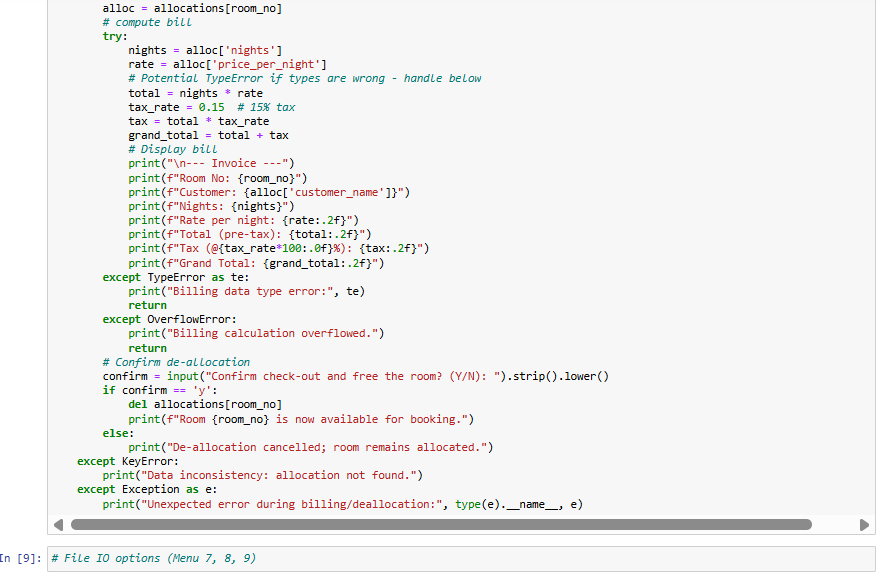 alloc = allocations[room_no]
# compute bill
try:
nights = alloc['nights']
rate = alloc['price_per_night']
# Potential TypeError if types are wrong - handle below
total = nights * rate
tax_rate = 0.15  # 15% tax
tax = total * tax_rate
grand_total = total + tax
# Display bill
print("\n--- Invoice ---")
print(f"Room No: {room_no}")
print(f"Customer: {alloc['customer_name']}")
print(f"Nights: {nights}")
print(f"Rate per night: {rate:.2f}")
print(f"Total (pre-tax): {total:.2f}")
print(f"Tax (@{tax_rate*100:.0f}%): {tax:.2f}")
print(f"Grand Total: {grand_total:.2f}")
except TypeError as te:
print("Billing data type error:", te)
return
except OverflowError:
print("Billing calculation overflowed.")
return
# Confirm de-allocation
confirm = input("Confirm check-out and free the room? (Y/N): ").strip().lower()
if confirm == 'y':
del allocations[room_no]
print(f"Room {room_no} is now available for booking.")
else:
print("De-allocation cancelled; room remains allocated.")
except KeyError:
print("Data inconsistency: allocation not found.")
except Exception as e:
print("Unexpected error during billing/deallocation:", type(e).__name__, e)
In [9]: # File IO options (Menu 7, 8, 9)